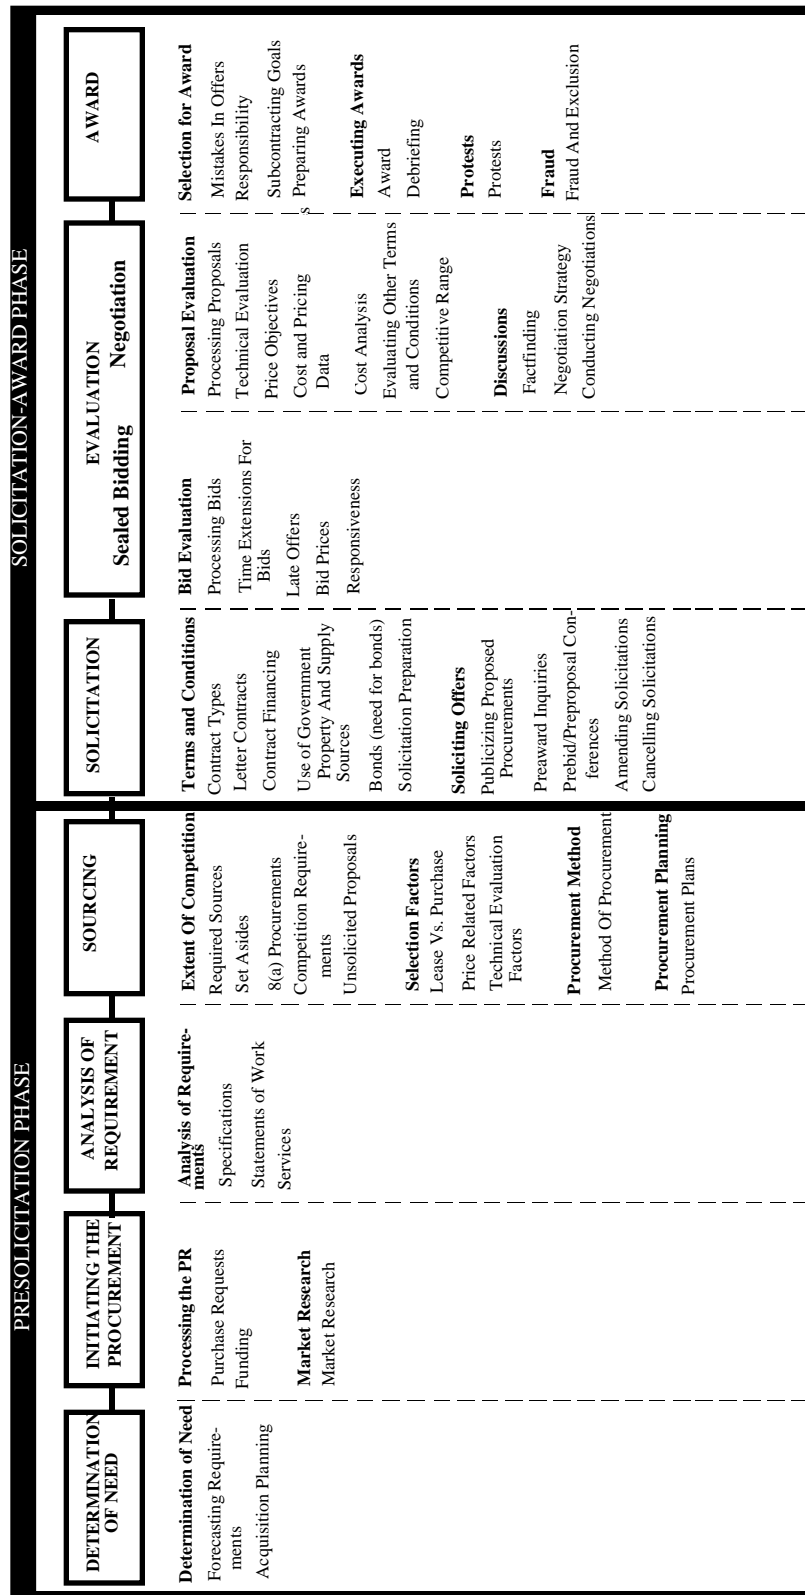 PRESOLICITATION PHASE
SOLICITATION-AWARD PHASE
DETERMINATION
OF NEED
INITIATING THE
PROCUREMENT
ANALYSIS OF
REQUIREMENT
SOURCING
SOLICITATION
EVALUATION
Sealed Bidding Negotiation
AWARD
Determination of Need
Forecasting Require-
ments
Acquisition Planning
Processing the PR
Purchase Requests
Funding
Market Research
Market Research
Analysis of Require-
ments
Specifications
Statements of Work
Services
Extent Of Competition
Required Sources
Set Asides
8(a) Procurements
Competition Require-
ments
Unsolicited Proposals
Selection Factors
Lease Vs. Purchase
Price Related Factors
Technical Evaluation
Factors
Procurement Method
Method Of Procurement
Procurement Planning
Procurement Plans
Terms and Conditions
Contract Types
Letter Contracts
Contract Financing
Use of Government
Property And Supply
Sources
Bonds (need for bonds)
Solicitation Preparation
Soliciting Offers
Publicizing Proposed
Procurements
Preaward Inquiries
Prebid/Preproposal Con-
ferences
Amending Solicitations
Cancelling Solicitations
Bid Evaluation
Processing Bids
Time Extensions For
Bids
Late Offers
Bid Prices
Responsiveness
Proposal Evaluation
Processing Proposals
Technical Evaluation
Price Objectives
Cost and Pricing
Data
Cost Analysis
Evaluating Other Terms
and Conditions
Competitive Range
Discussions
Factfinding
Negotiation Strategy
Conducting Negotiations
Selection for Award
Mistakes In Offers
Responsibility
Subcontracting Goals
Preparing Awards
s
Executing Awards
Award
Debriefing
Protests
Protests
Fraud
Fraud And Exclusion